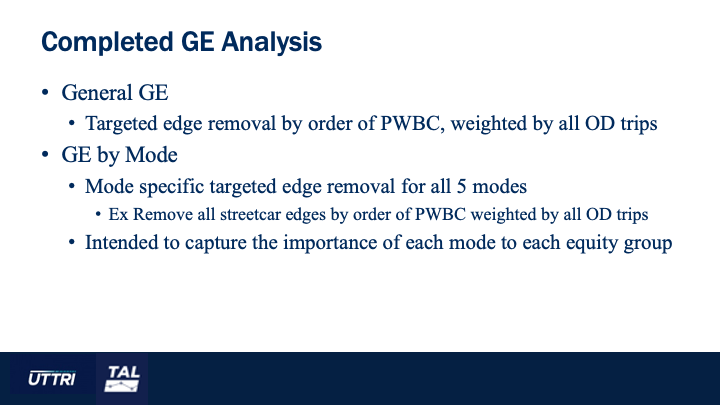 Completed GE Analysis
• General GE
• Targeted edge removal by order of PWBC, weighted by all OD trips
• GE by Mode
• Mode specific targeted edge removal for all 5 modes
• Ex Remove all streetcar edges by order of PWBC weighted by all OD trips
• Intended to capture the importance of each mode to each equity group
UTTRI
TAL